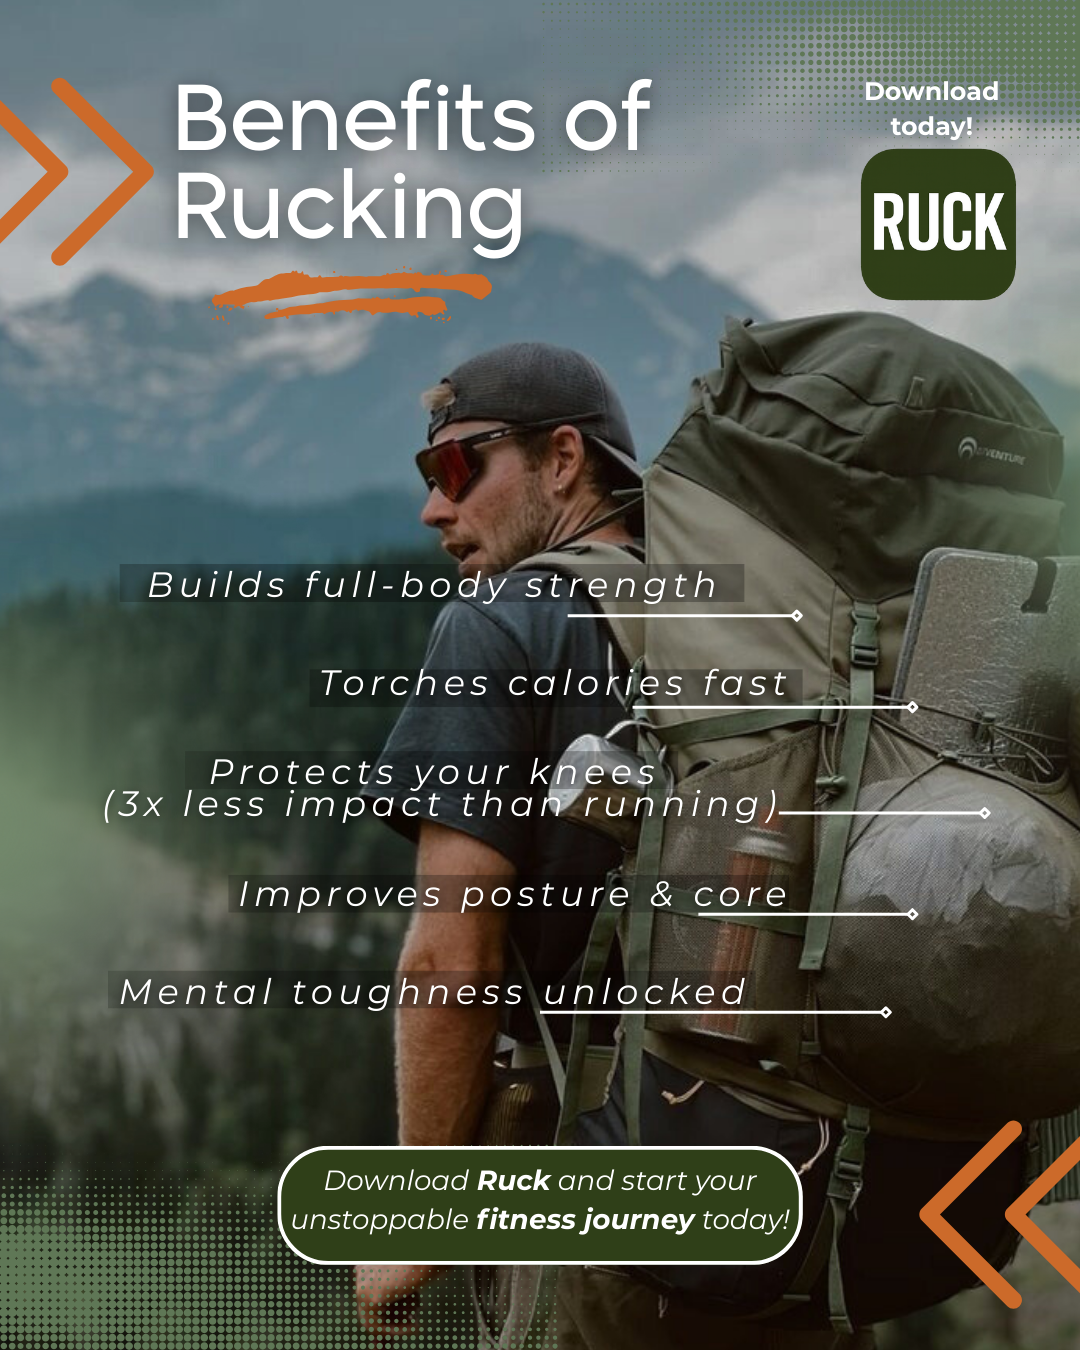 Benefits of
Rucking
Download
today!
RUCK
Builds full-body strength
Torches calories fast
Protects your knees
(3x less impact than running)
Improves posture & core
Mental toughness unlocked
Download Ruck and start your
unstoppable fitness journey today!